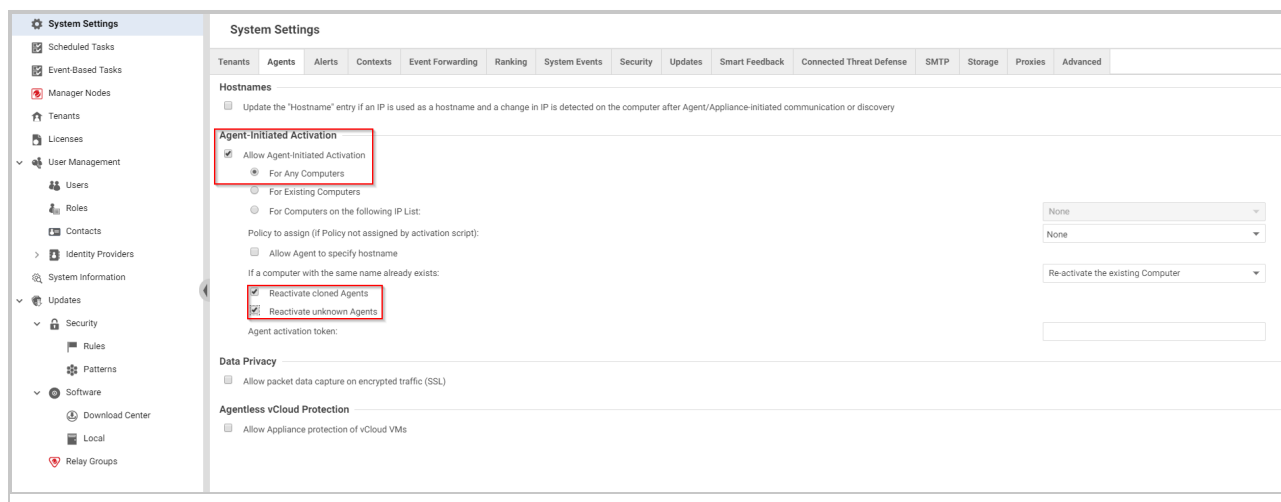 System Settings
Scheduled Tasks
Event-Based Tasks
Manager Nodes
Tenants
Licenses
User Management
Users
Roles
Contacts
Identity Providers
System Information
Updates
Security
Rules
Patterns
Software
Download Center
Local
Relay Groups
System Settings
Tenants Agents Alerts Contexts Event Forwarding Ranking System Events Security Updates Smart Feedback Connected Threat Defense SMTP Storage Proxies Advanced
Hostnames
Update the "Hostname" entry if an IP is used as a hostname and a change in IP is detected on the computer after Agent/Appliance-initiated communication or discovery
Agent-Initiated Activation
Allow Agent-Initiated Activation
For Any Computers
For Existing Computers
For Computers on the following IP List: None
Policy to assign (if Policy not assigned by activation script): None
Allow Agent to specify hostname
If a computer with the same name already exists: Re-activate the existing Computer
Reactivate cloned Agents
Reactivate unknown Agents
Agent activation token:
Data Privacy
Allow packet data capture on encrypted traffic (SSL)
Agentless vCloud Protection
Allow Appliance protection of vCloud VMs